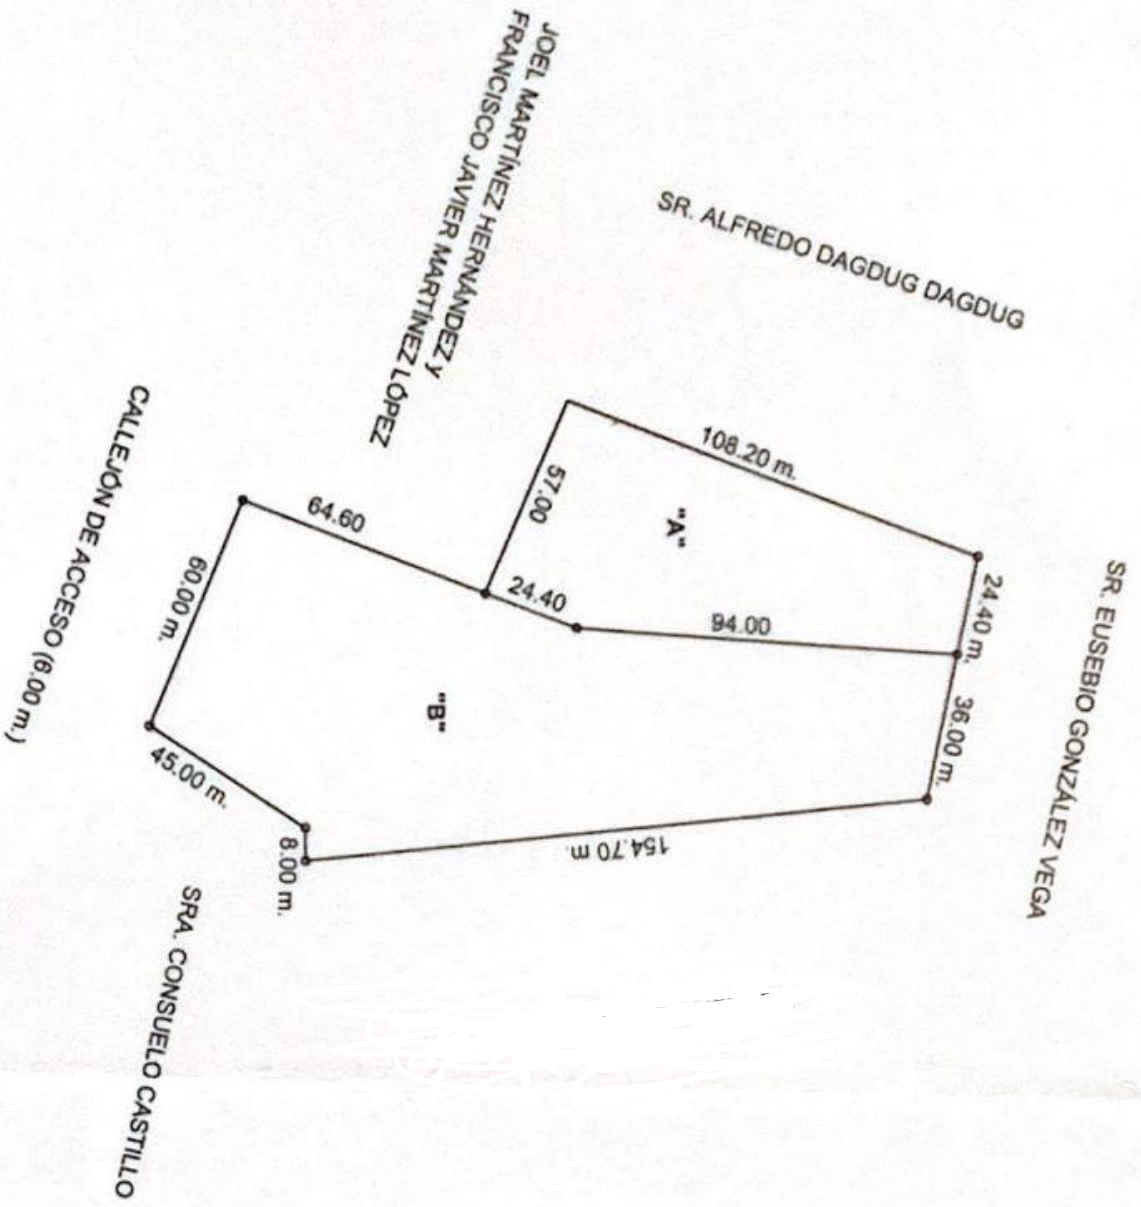 JOEL MARTÍNEZ HERNÁNDEZ y
FRANCISCO JAVIER MARTÍNEZ LÓPEZ
SR. ALFREDO DAGDUG DAGDUG
SR. EUSEBIO GONZÁLEZ VEGA
108.20 m.
57.00
"A"
24.40 m.
94.00
24.40
64.60
36.00 m.
"B"
60.00 m.
45.00 m.
8.00 m.
154.70 m.
CALLEJÓN DE ACCESO (6.00 m.)
SRA. CONSUELO CASTILLO